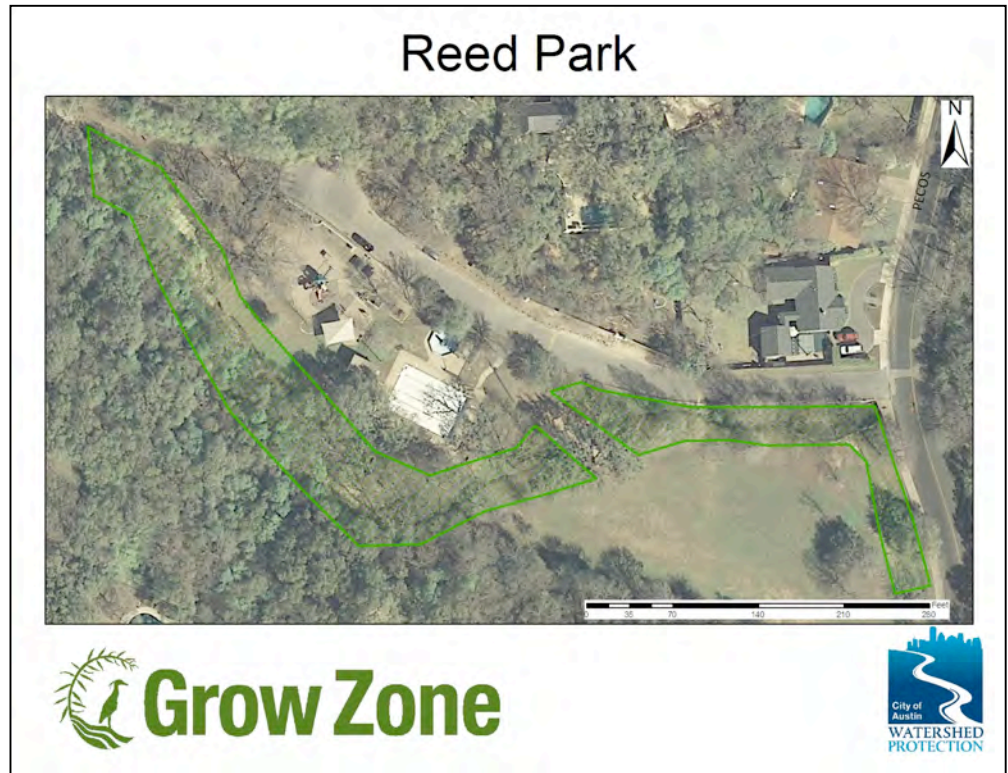 Reed Park
N
PECOS
Feet
0 35 70 140 210 280
Grow Zone
City of
Austin
WATERSHED
PROTECTION